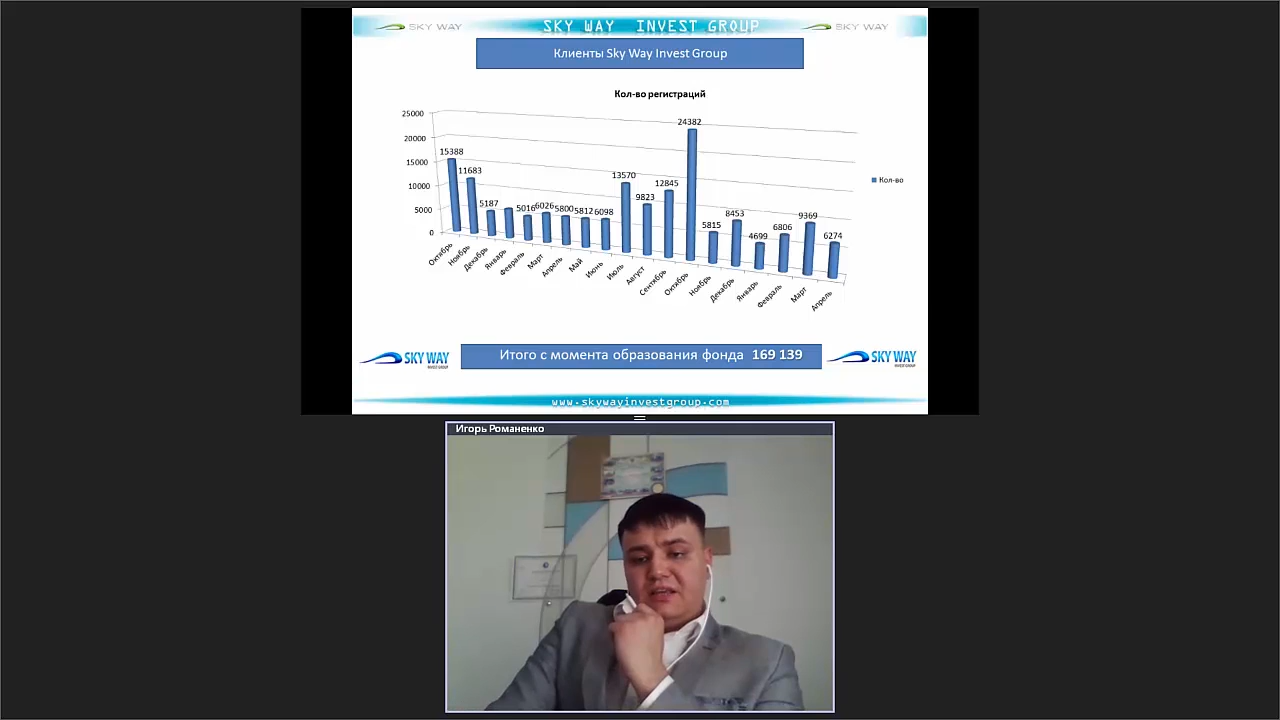 SKY WAY
SKY WAY INVEST GROUP
SKY WAY
Клиенты Sky Way Invest Group
Кол-во регистраций
25000
20000
15000
10000
5000
0
15388
11683
5187
5016
6026
5800
5812
6098
13570
9823
12845
24382
5815
8453
4699
6806
9369
6274
Октябрь
Ноябрь
Декабрь
Январь
Февраль
Март
Апрель
Май
Июнь
Июль
Август
Сентябрь
Октябрь
Ноябрь
Декабрь
Январь
Февраль
Март
Апрель
Кол-во
SKY WAY
INVEST GROUP
Итого с момента образования фонда 169 139
SKY WAY
INVEST GROUP
www.skywayinvestgroup.com
Игорь Романенко